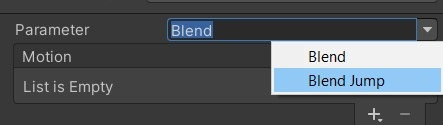 Parameter Blend
Motion
Blend
List is Empty
Blend Jump
+ −